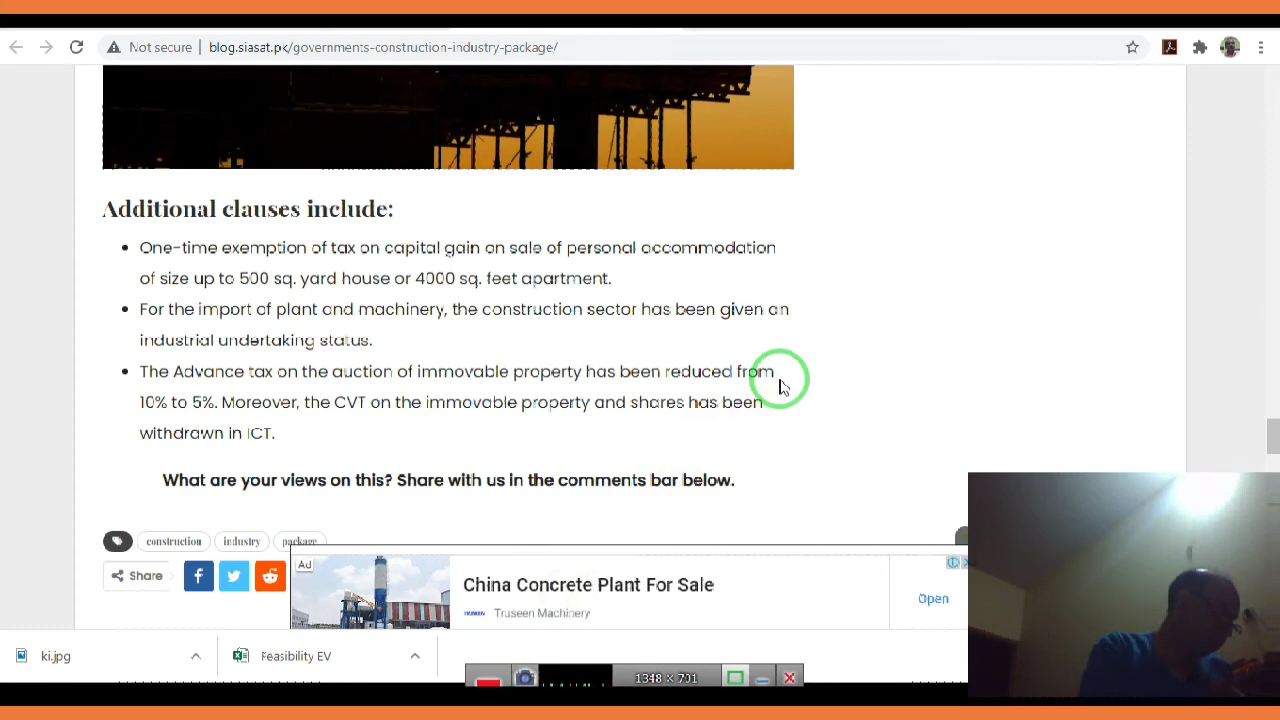 Not secure
blog.siasat.pk/governments-construction-industry-package/
Additional clauses include:
• One-time exemption of tax on capital gain on sale of personal accommodation
of size up to 500 sq. yard house or 4000 sq. feet apartment.
• For the import of plant and machinery, the construction sector has been given an
industrial undertaking status.
• The Advance tax on the auction of immovable property has been reduced from
10% to 5%. Moreover, the CVT on the immovable property and shares has been
withdrawn in ICT.
What are your views on this? Share with us in the comments bar below.
construction industry package
Share
Ad
China Concrete Plant For Sale
TRUSEEN Truseen Machinery
Open
ki.jpg
Feasibility EV
1348 × 701